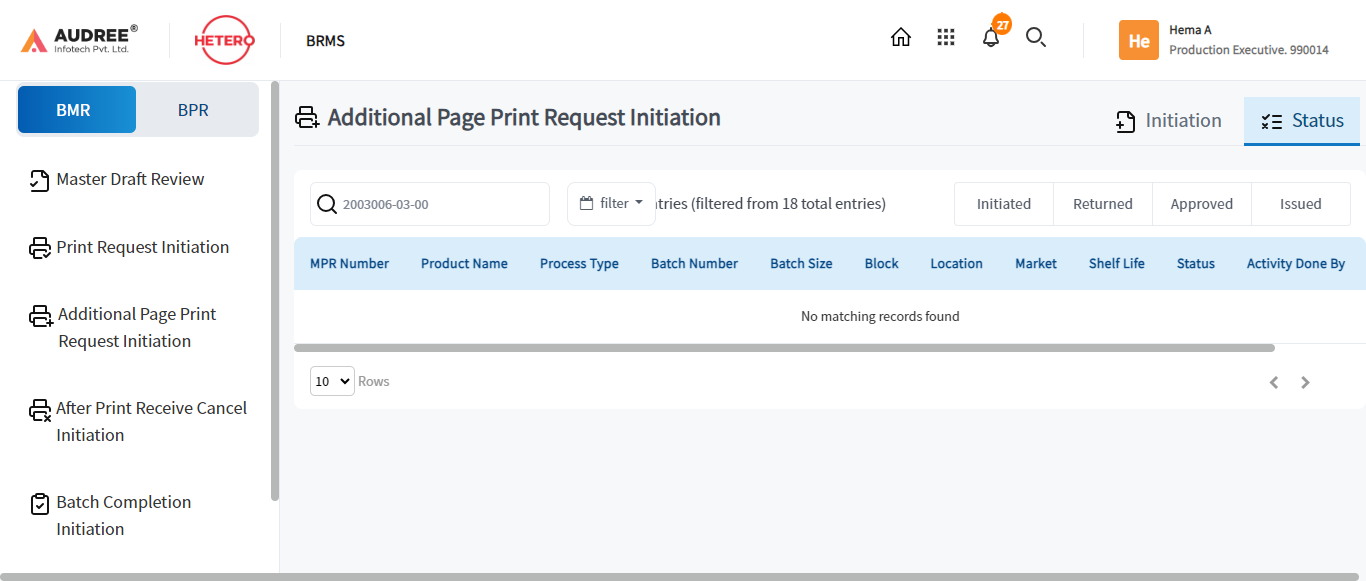 AUDREE®
Infotech Pvt. Ltd.
HETERO
BRMS
27
He
Hema A
Production Executive. 990014
BMR
BPR
Master Draft Review
Print Request Initiation
Additional Page Print
Request Initiation
After Print Receive Cancel
Initiation
Batch Completion
Initiation
Additional Page Print Request Initiation
Initiation
Status
2003006-03-00
filter
tries (filtered from 18 total entries)
Initiated
Returned
Approved
Issued
MPR Number Product Name Process Type Batch Number Batch Size Block Location Market Shelf Life Status Activity Done By
No matching records found
10 Rows